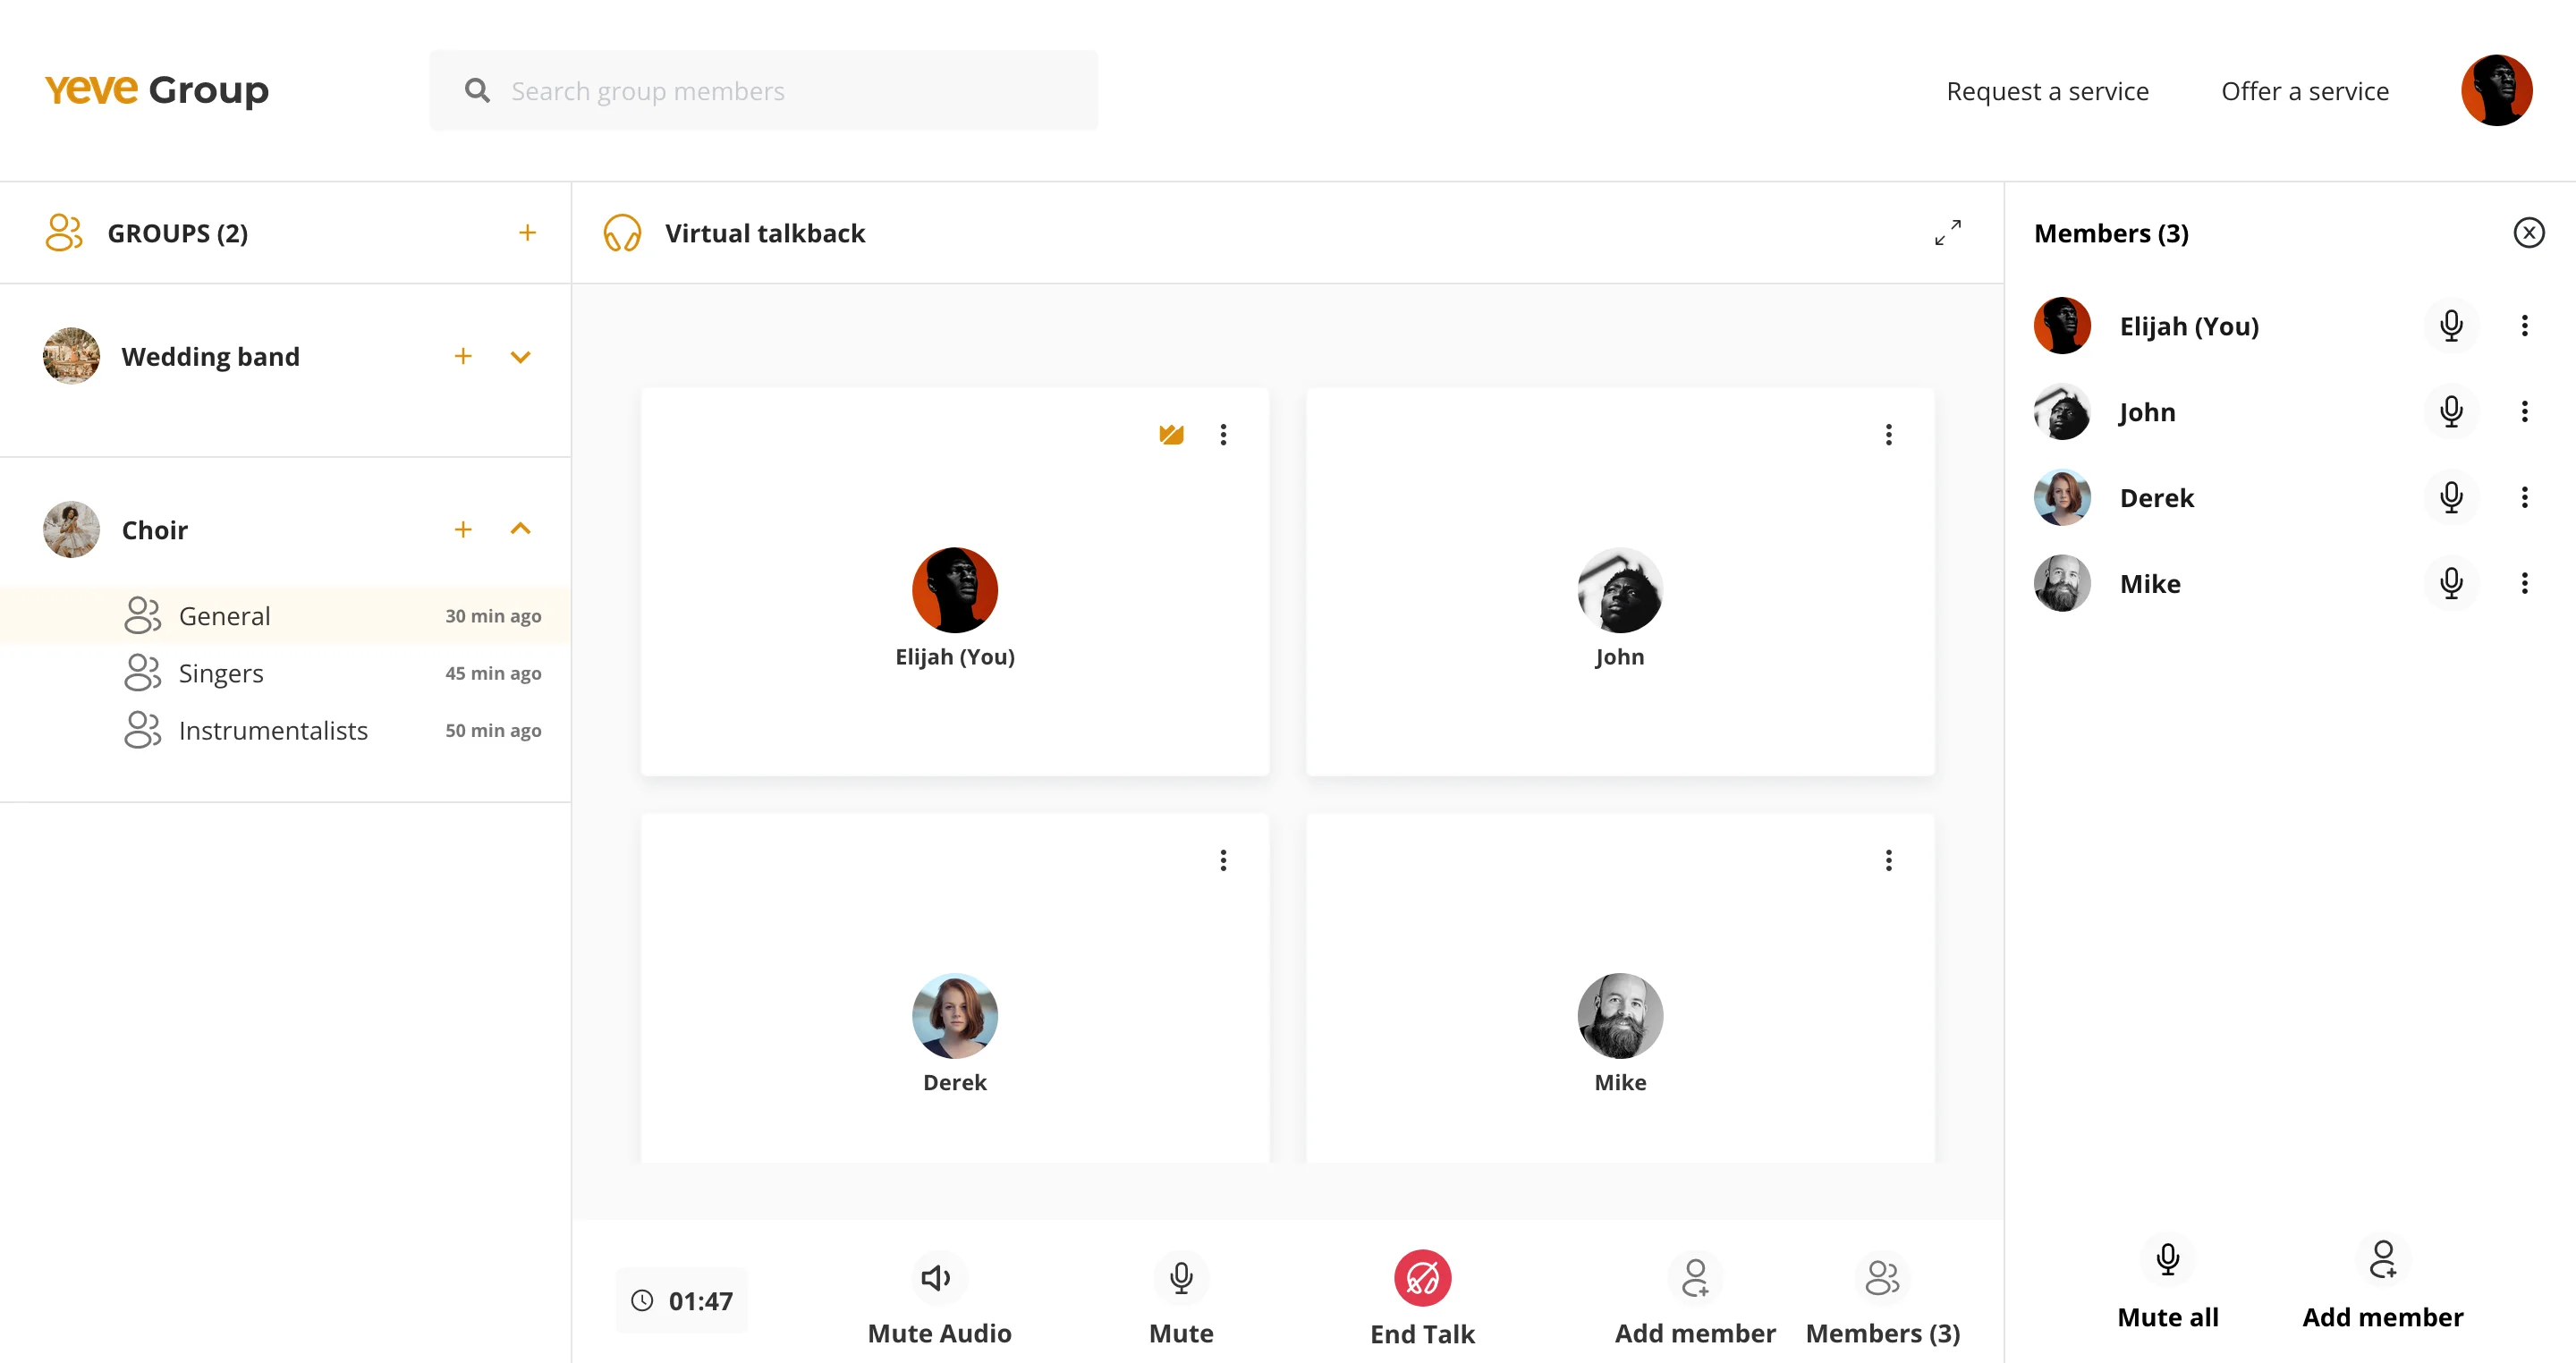 yeve Group
Search group members
Request a service
Offer a service
GROUPS (2)
Wedding band
Choir
General
30 min ago
Singers
45 min ago
Instrumentalists
50 min ago
Virtual talkback
Elijah (You)
John
Derek
Mike
01:47
Mute Audio
Mute
End Talk
Add member
Members (3)
Members (3)
Elijah (You)
John
Derek
Mike
Mute all
Add member